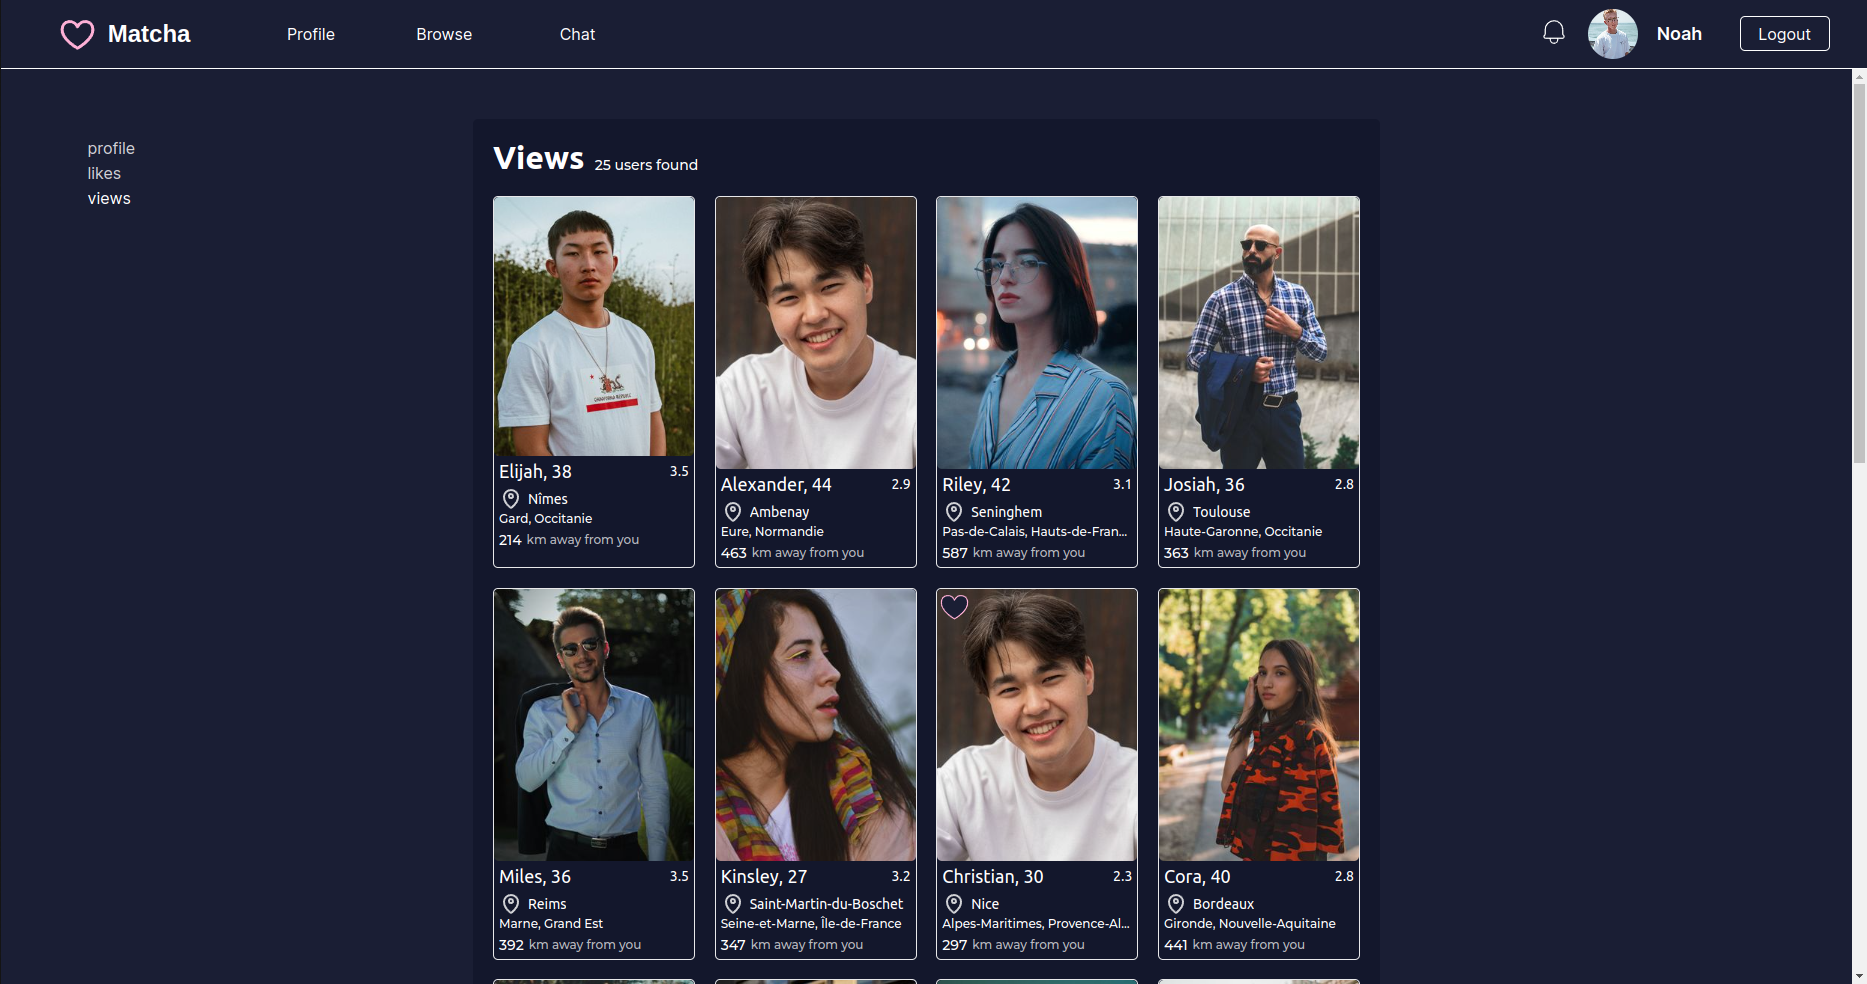 Matcha
Profile
Browse
Chat
Noah
Logout
profile
likes
views
Views 25 users found
Elijah, 38 3.5
Nîmes
Gard, Occitanie
214 km away from you
Alexander, 44 2.9
Ambenay
Eure, Normandie
463 km away from you
Riley, 42 3.1
Seninghem
Pas-de-Calais, Hauts-de-Fran...
587 km away from you
Josiah, 36 2.8
Toulouse
Haute-Garonne, Occitanie
363 km away from you
Miles, 36 3.5
Reims
Marne, Grand Est
392 km away from you
Kinsley, 27 3.2
Saint-Martin-du-Boschet
Seine-et-Marne, Île-de-France
347 km away from you
Christian, 30 2.3
Nice
Alpes-Maritimes, Provence-Al...
297 km away from you
Cora, 40 2.8
Bordeaux
Gironde, Nouvelle-Aquitaine
441 km away from you